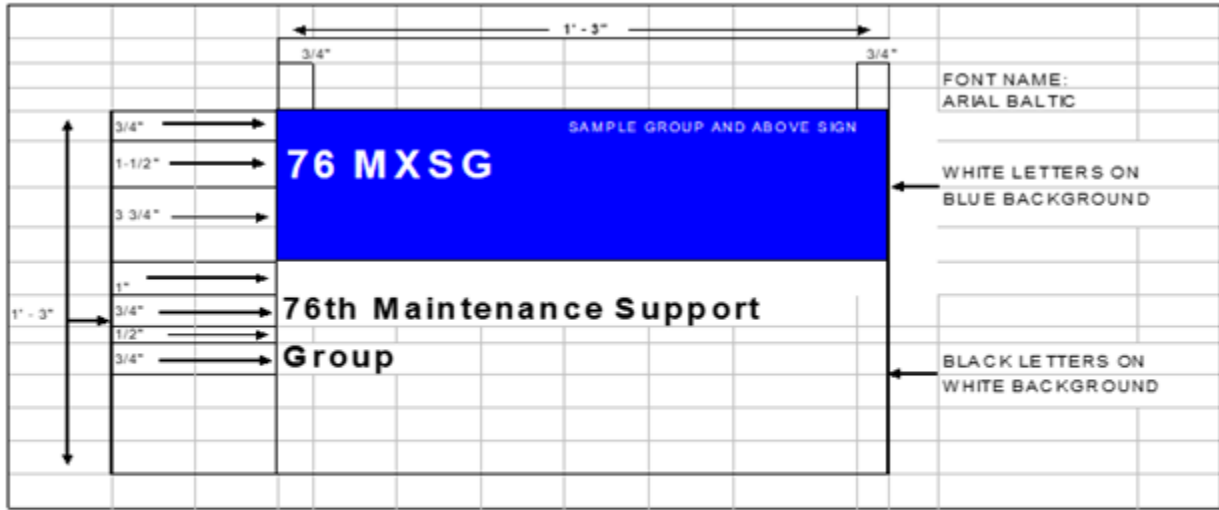 1' - 3"
3/4"
3/4"
FONT NAME:
ARIAL BALTIC
3/4"
SAMPLE GROUP AND ABOVE SIGN
1-1/2"
76 MXSG
WHITE LETTERS ON
BLUE BACKGROUND
3 3/4"
1"
1' - 3"
3/4"
76th Maintenance Support
1/2"
3/4"
Group
BLACK LETTERS ON
WHITE BACKGROUND